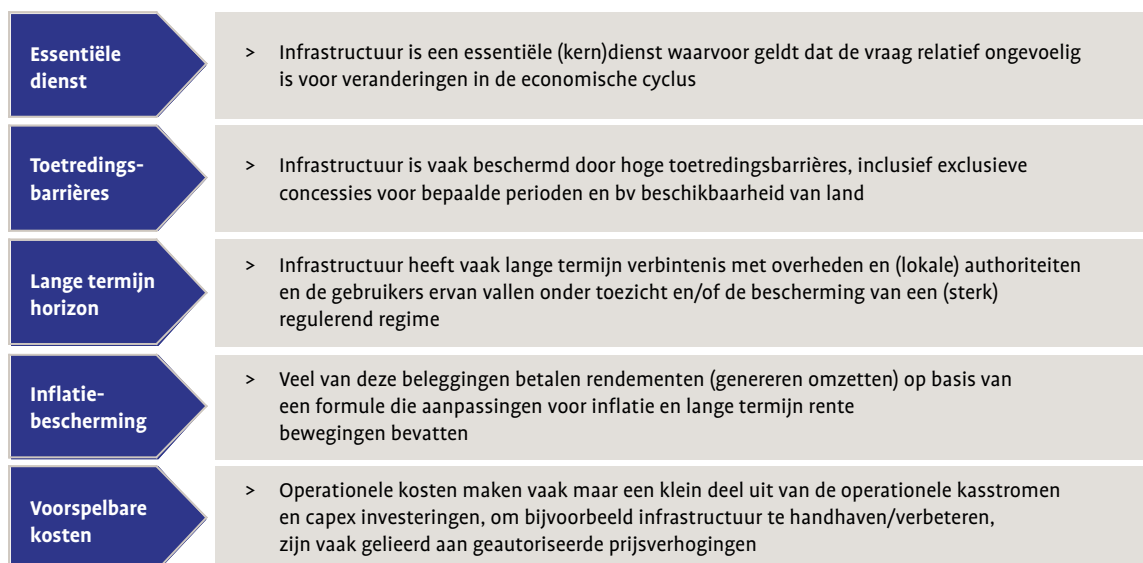 Essentiële
dienst
> Infrastructuur is een essentiële (kern)dienst waarvoor geldt dat de vraag relatief ongevoelig
is voor veranderingen in de economische cyclus
Toetredings-
barrières
> Infrastructuur is vaak beschermd door hoge toetredingsbarrières, inclusief exclusieve
concessies voor bepaalde perioden en bv beschikbaarheid van land
Lange termijn
horizon
> Infrastructuur heeft vaak lange termijn verbintenis met overheden en (lokale) authoriteiten
en de gebruikers ervan vallen onder toezicht en/of de bescherming van een (sterk)
regulerend regime
Inflatie-
bescherming
> Veel van deze beleggingen betalen rendementen (genereren omzetten) op basis van
een formule die aanpassingen voor inflatie en lange termijn rente
bewegingen bevatten
Voorspelbare
kosten
> Operationele kosten maken vaak maar een klein deel uit van de operationele kasstromen
en capex investeringen, om bijvoorbeeld infrastructuur te handhaven/verbeteren,
zijn vaak gelieerd aan geautoriseerde prijsverhogingen